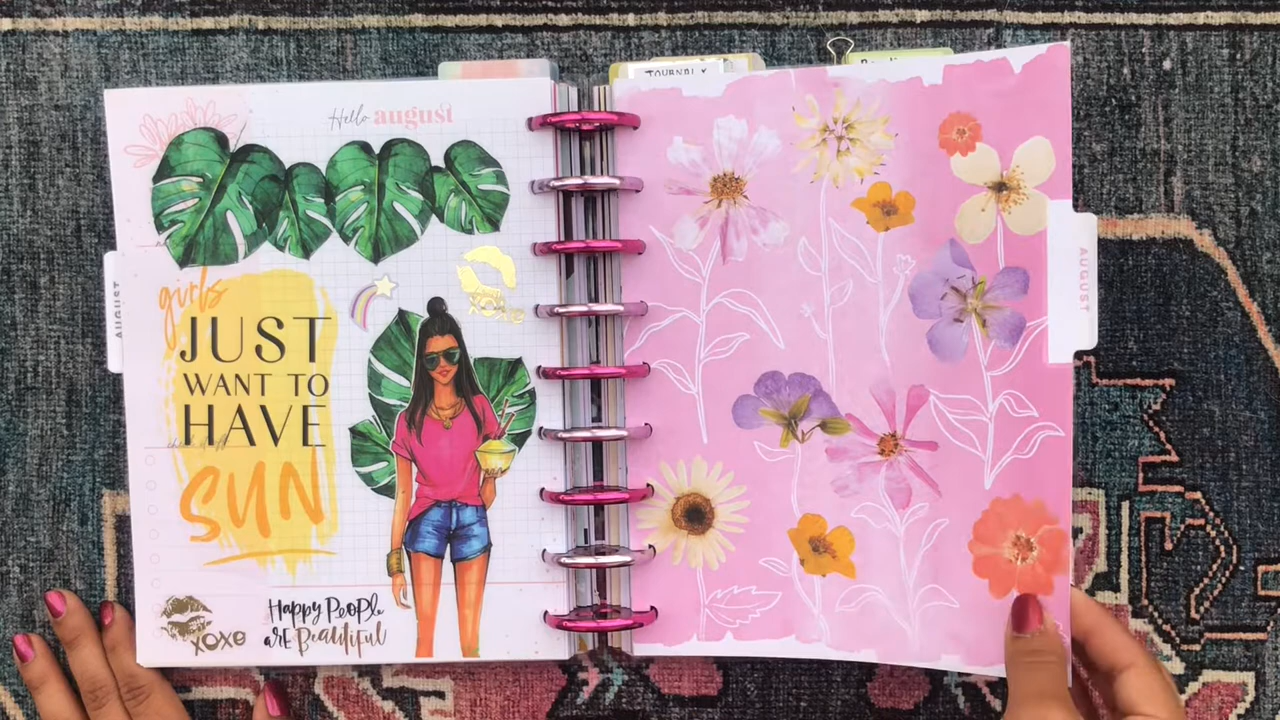 Hello august
girls
JUST
WANT TO
HAVE
SUN
xoxo
xoxo
Happy People
are Beautiful
AUGUST
JOURNAL
AUGUST